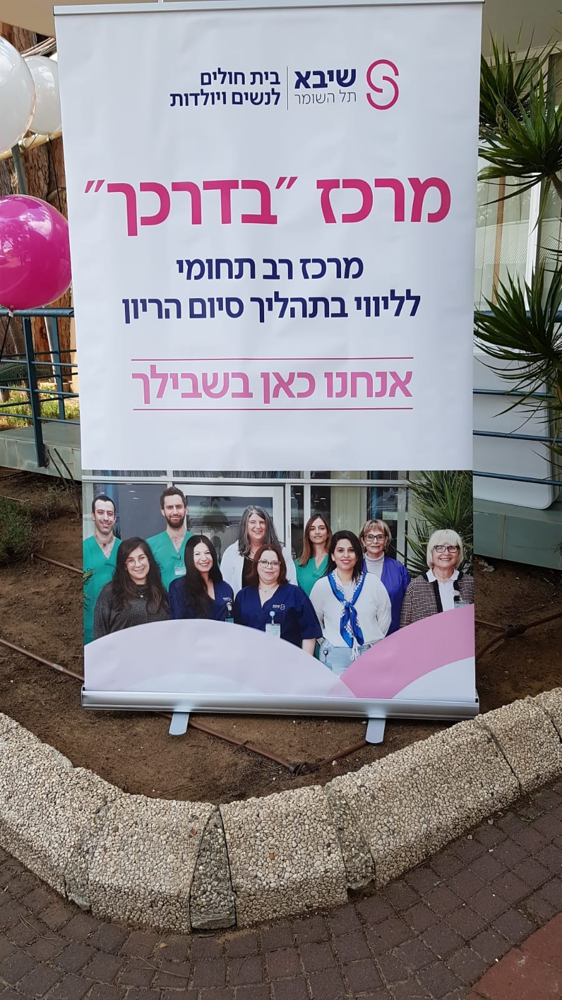 שיבא
תל השומר
בית חולים
לנשים ויולדות
מרכז "בדרכך"
מרכז רב תחומי
לליווי בתהליך סיום הריון
אנחנו כאן בשבילך
שיבא